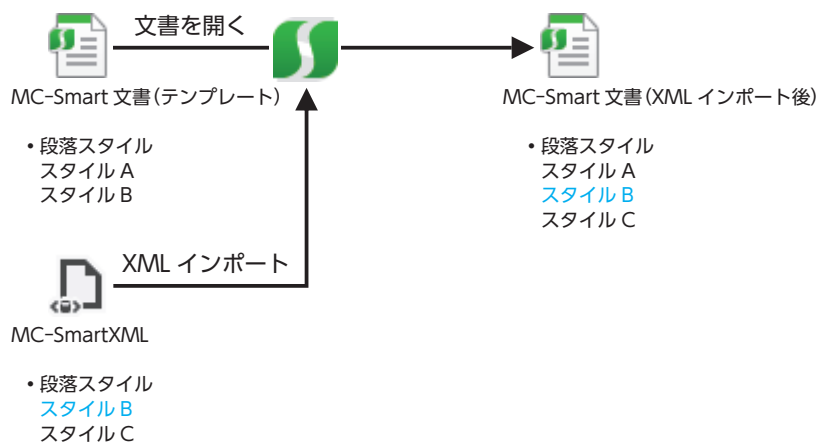 文書を開く
MC-Smart 文書（テンプレート）
• 段落スタイル
スタイル A
スタイル B
MC-Smart 文書（XML インポート後）
• 段落スタイル
スタイル A
スタイル B
スタイル C
XML インポート
MC-SmartXML
• 段落スタイル
スタイル B
スタイル C